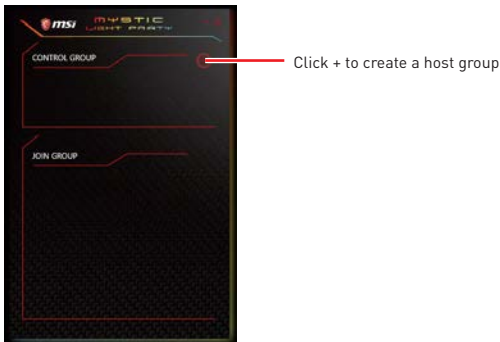 msi MYSTIC
LIGHT PARTY
CONTROL GROUP
Click + to create a host group
JOIN GROUP